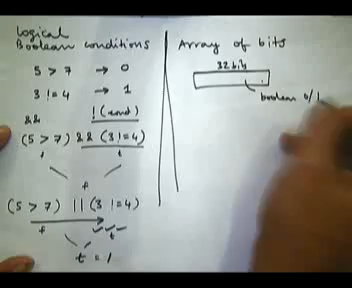 Logical
Boolean conditions
5 > 7 → 0
3 != 4 → 1
&& !(cond)
(5 > 7) && (3 != 4)
f t
f
(5 > 7) || (3 != 4)
f t
t = 1
Array of bits
32 bits
boolean 0/1